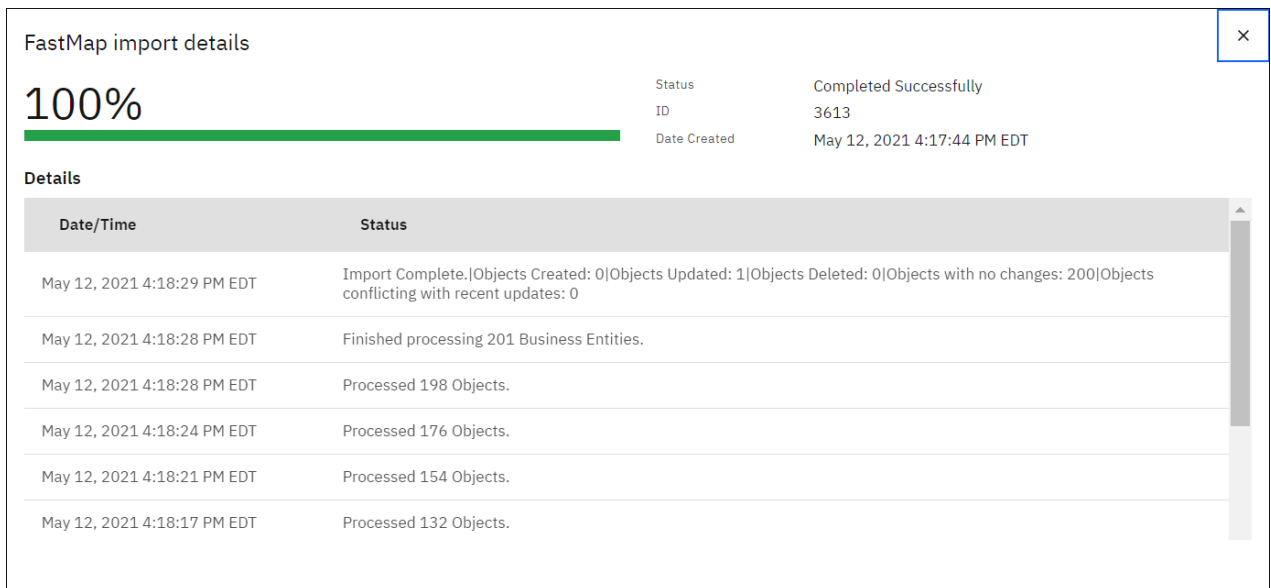 FastMap import details
100%
Status Completed Successfully
ID 3613
Date Created May 12, 2021 4:17:44 PM EDT
Details
Date/Time Status
May 12, 2021 4:18:29 PM EDT Import Complete.|Objects Created: 0|Objects Updated: 1|Objects Deleted: 0|Objects with no changes: 200|Objects
conflicting with recent updates: 0
May 12, 2021 4:18:28 PM EDT Finished processing 201 Business Entities.
May 12, 2021 4:18:28 PM EDT Processed 198 Objects.
May 12, 2021 4:18:24 PM EDT Processed 176 Objects.
May 12, 2021 4:18:21 PM EDT Processed 154 Objects.
May 12, 2021 4:18:17 PM EDT Processed 132 Objects.